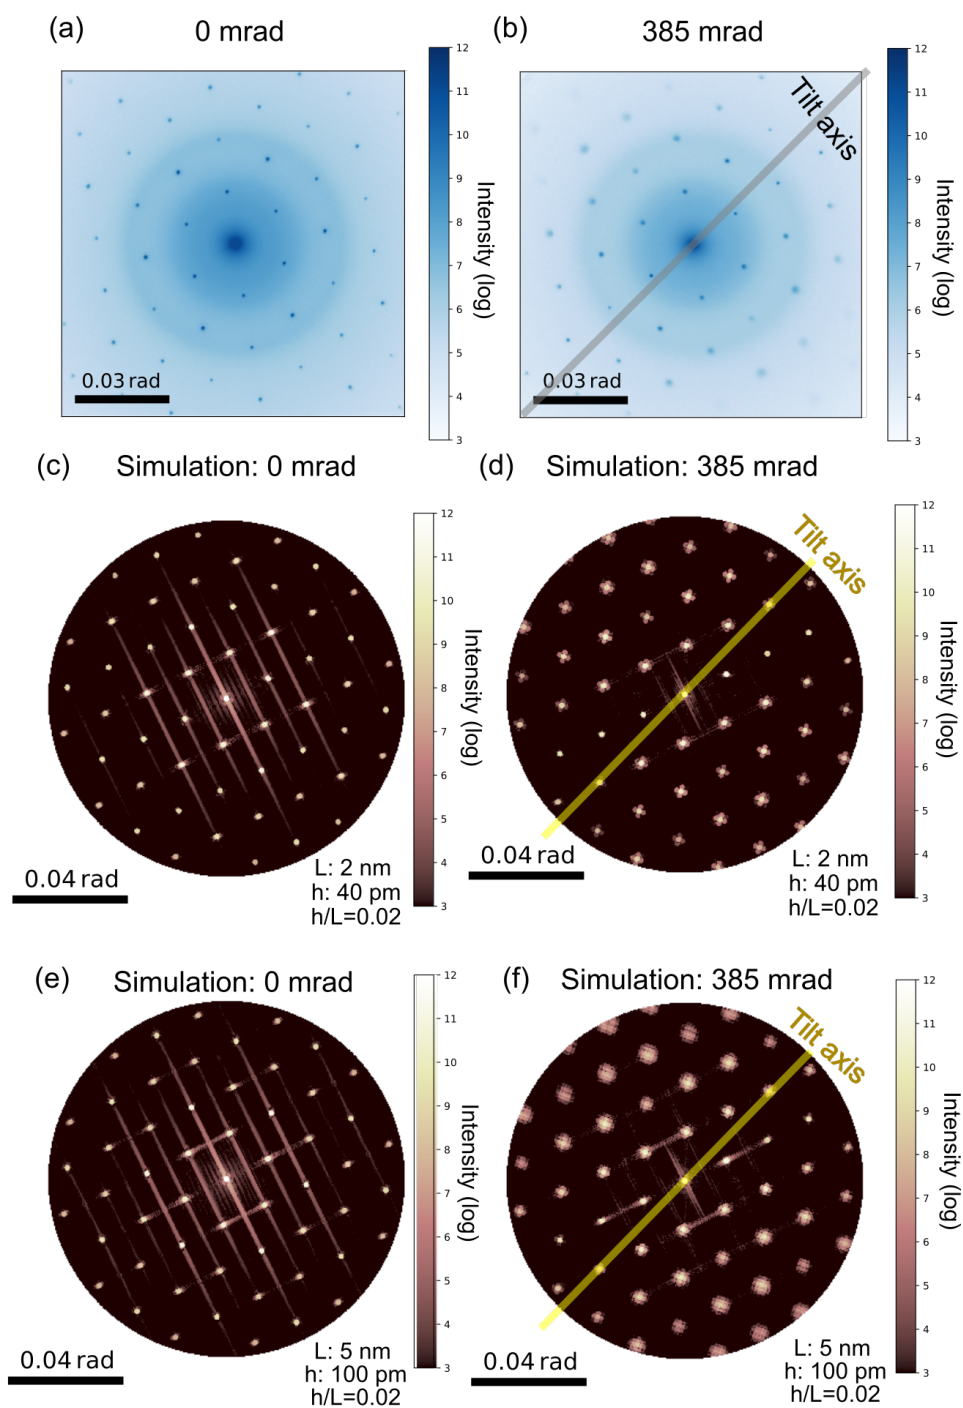 (a)
0 mrad
12
11
10
9
8
7
6
5
4
3
Intensity (log)
0.03 rad
(b)
385 mrad
Tilt axis
12
11
10
9
8
7
6
5
4
3
Intensity (log)
0.03 rad
(c)
Simulation: 0 mrad
12
11
10
9
8
7
6
5
4
3
Intensity (log)
0.04 rad
L: 2 nm
h: 40 pm
h/L=0.02
(d)
Simulation: 385 mrad
Tilt axis
12
11
10
9
8
7
6
5
4
3
Intensity (log)
0.04 rad
L: 2 nm
h: 40 pm
h/L=0.02
(e)
Simulation: 0 mrad
12
11
10
9
8
7
6
5
4
3
Intensity (log)
0.04 rad
L: 5 nm
h: 100 pm
h/L=0.02
(f)
Simulation: 385 mrad
Tilt axis
12
11
10
9
8
7
6
5
4
3
Intensity (log)
0.04 rad
L: 5 nm
h: 100 pm
h/L=0.02